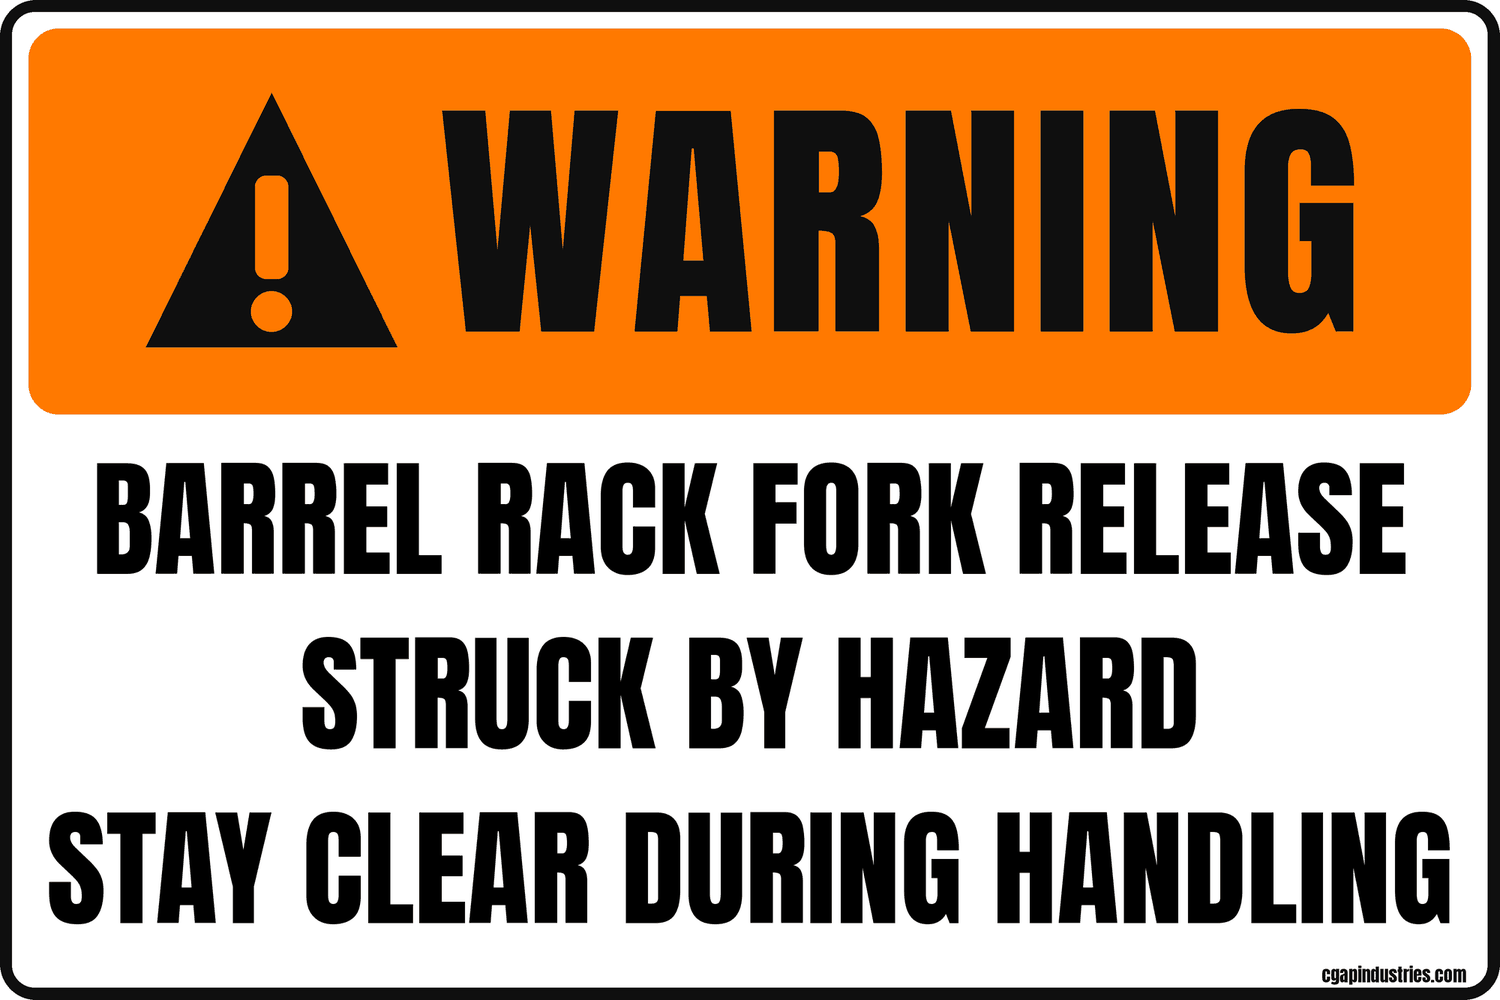 WARNING
BARREL RACK FORK RELEASE
STRUCK BY HAZARD
STAY CLEAR DURING HANDLING
cgapindustries.com